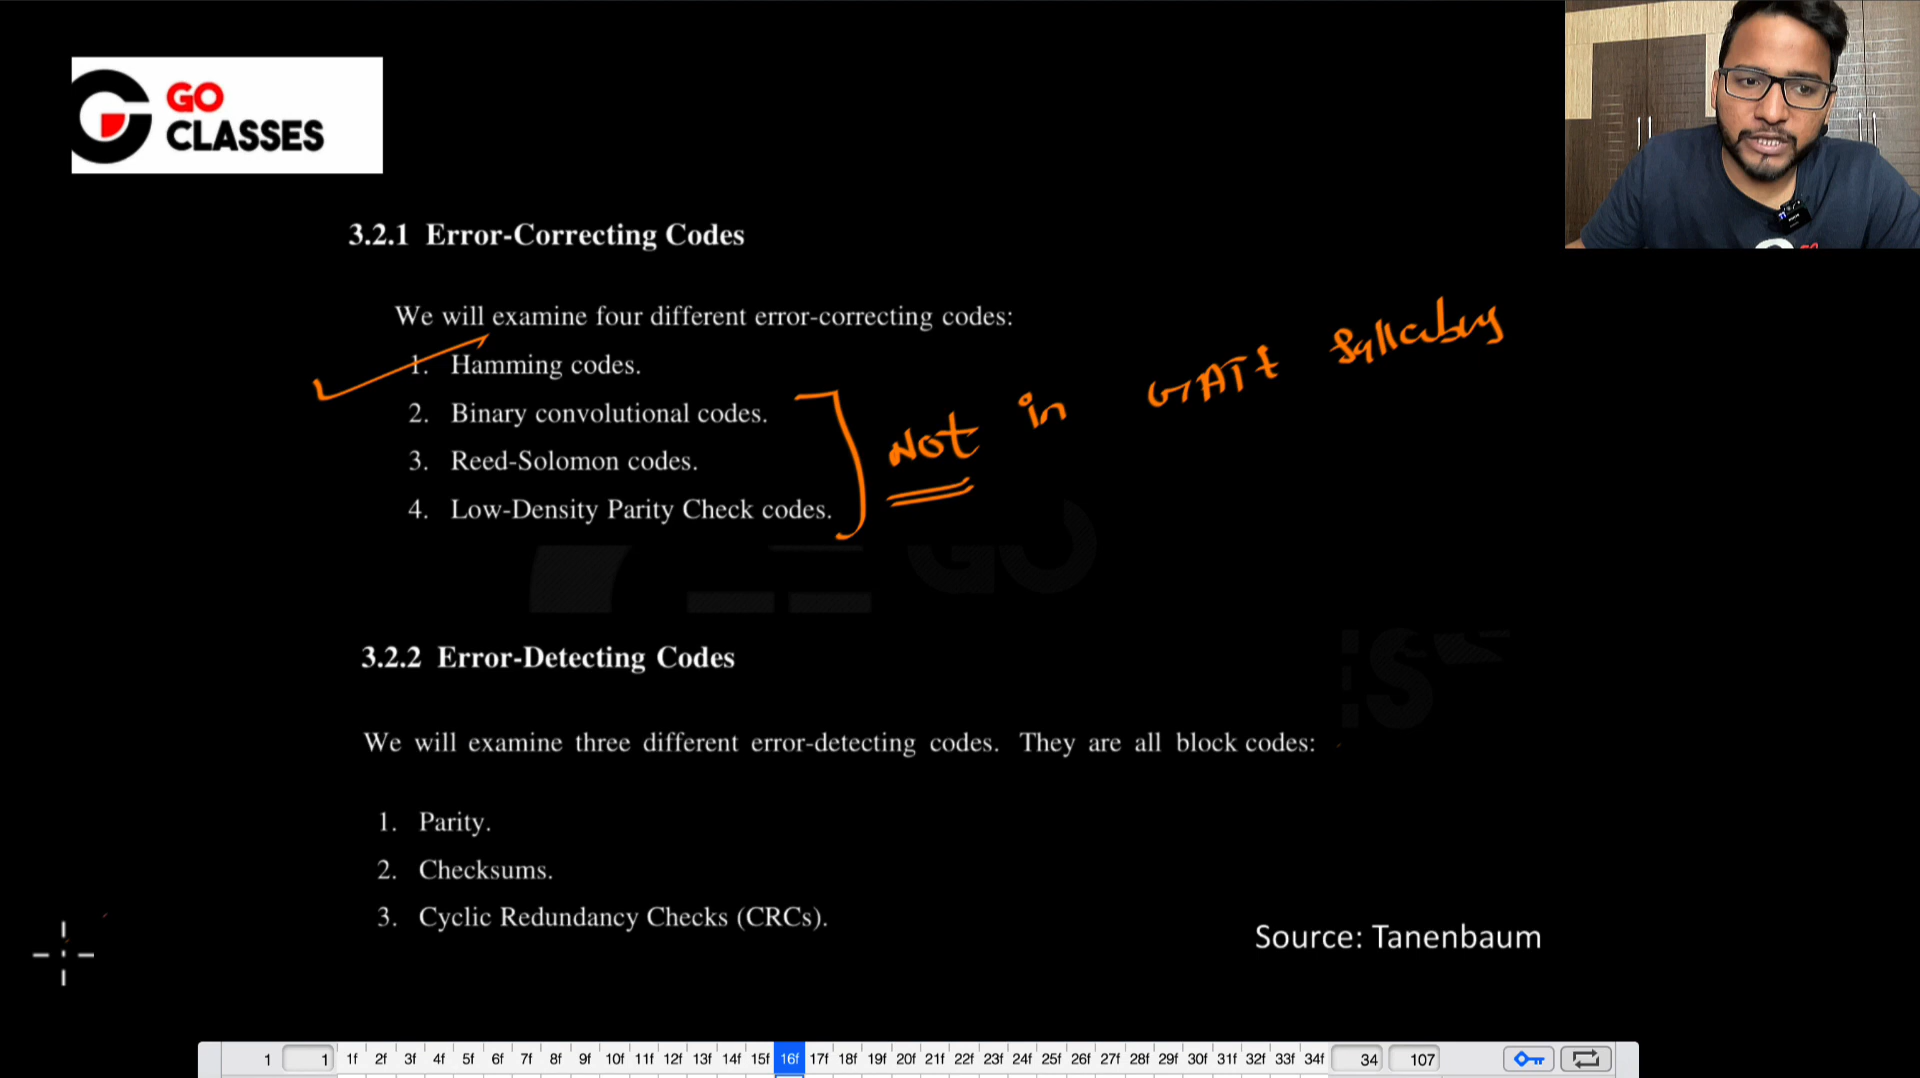 GO
CLASSES
3.2.1 Error-Correcting Codes
We will examine four different error-correcting codes:
1. Hamming codes.
2. Binary convolutional codes.
3. Reed-Solomon codes.
4. Low-Density Parity Check codes.
Not in GATE Syllabus
3.2.2 Error-Detecting Codes
We will examine three different error-detecting codes. They are all block codes:
1. Parity.
2. Checksums.
3. Cyclic Redundancy Checks (CRCs).
Source: Tanenbaum
1 1 1f 2f 3f 4f 5f 6f 7f 8f 9f 10f 11f 12f 13f 14f 15f 16f 17f 18f 19f 20f 21f 22f 23f 24f 25f 26f 27f 28f 29f 30f 31f 32f 33f 34f 34 107